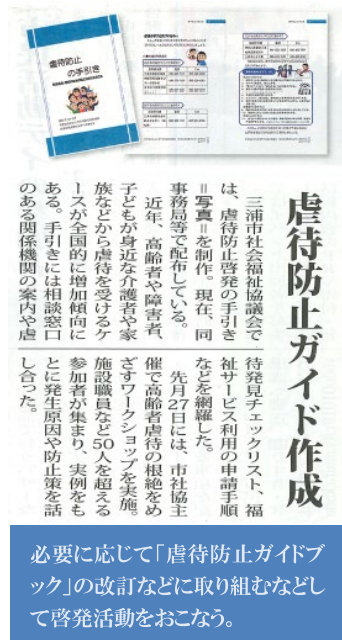 虐待防止
の手引き
虐待防止ガイド作成
三浦市社会福祉協議会で
は、虐待防止啓発の手引き
＝写真＝を制作。現在、同
事務局等で配布している。
近年、高齢者や障害者、
子どもが身近な介護者や家
族などから虐待を受けるケ
ースが全国的に増加傾向に
ある。手引きには相談窓口
のある関係機関の案内や虐
待発見チェックリスト、福
祉サービス利用の申請手順
などを網羅した。
先月27日には、市社協主
催で高齢者虐待の根絶をめ
ざすワークショップを実施。
施設職員など50人を超える
参加者が集まり、実例をも
とに発生原因や防止策を話
し合った。
必要に応じて「虐待防止ガイドブ
ック」の改訂などに取り組むなどし
て啓発活動をおこなう。